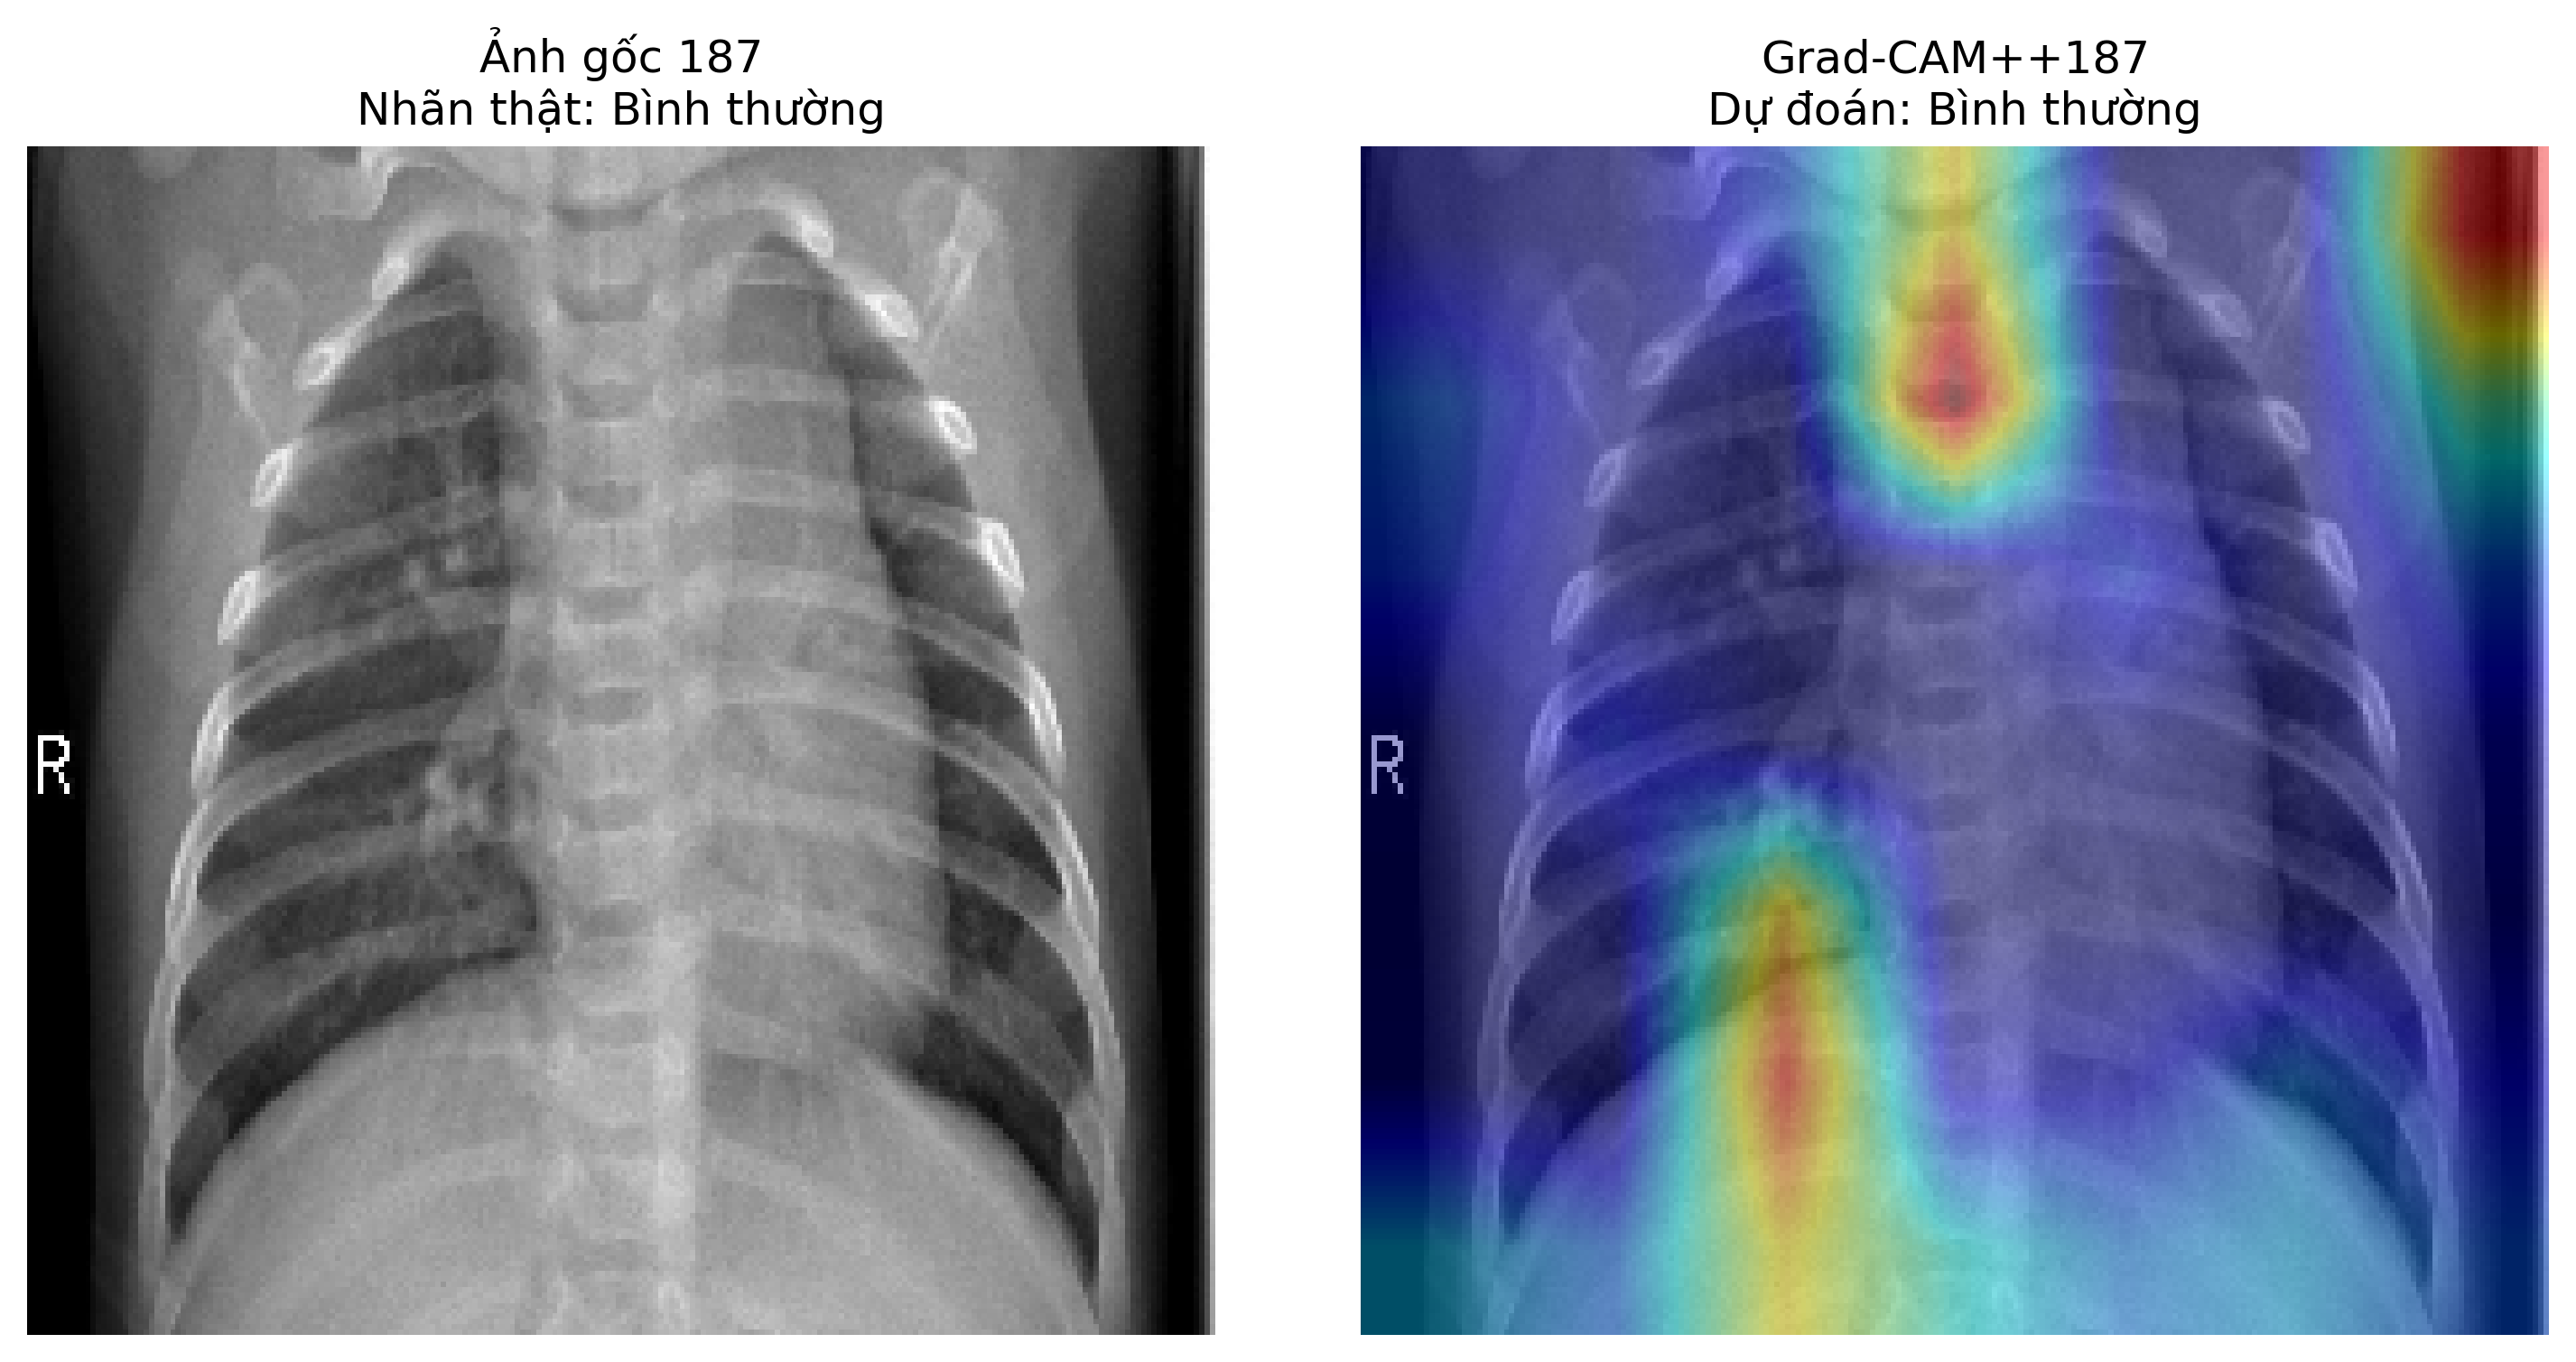 Ảnh gốc 187
Nhãn thật: Bình thường
Grad-CAM++187
Dự đoán: Bình thường
R
R